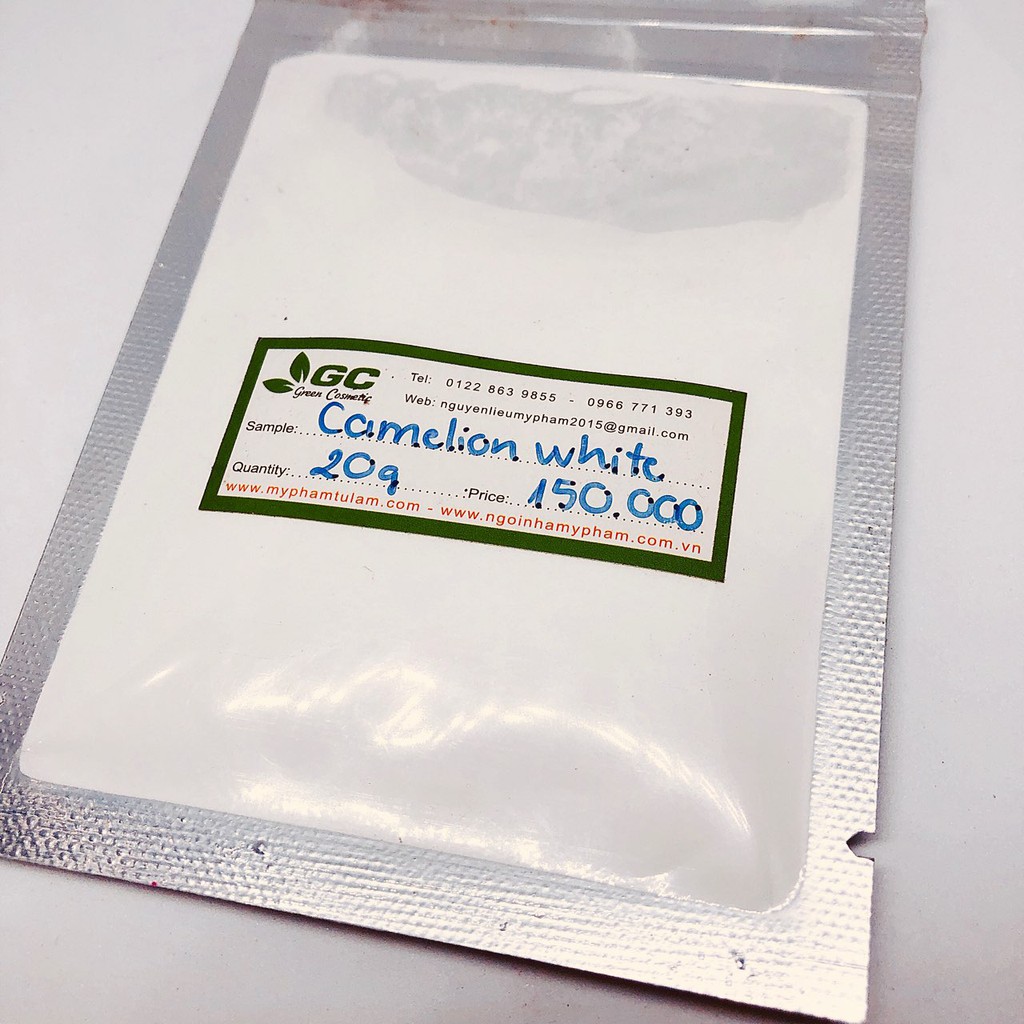 GC
Green Cosmetic
Tel: 0122 863 9855 - 0966 771 393
Web: nguyenlieumypham2015@gmail.com
Sample: Camelion white
Quantity: 20g Price: 150.000
www.myphamtulam.com - www.ngoinhamypham.com.vn